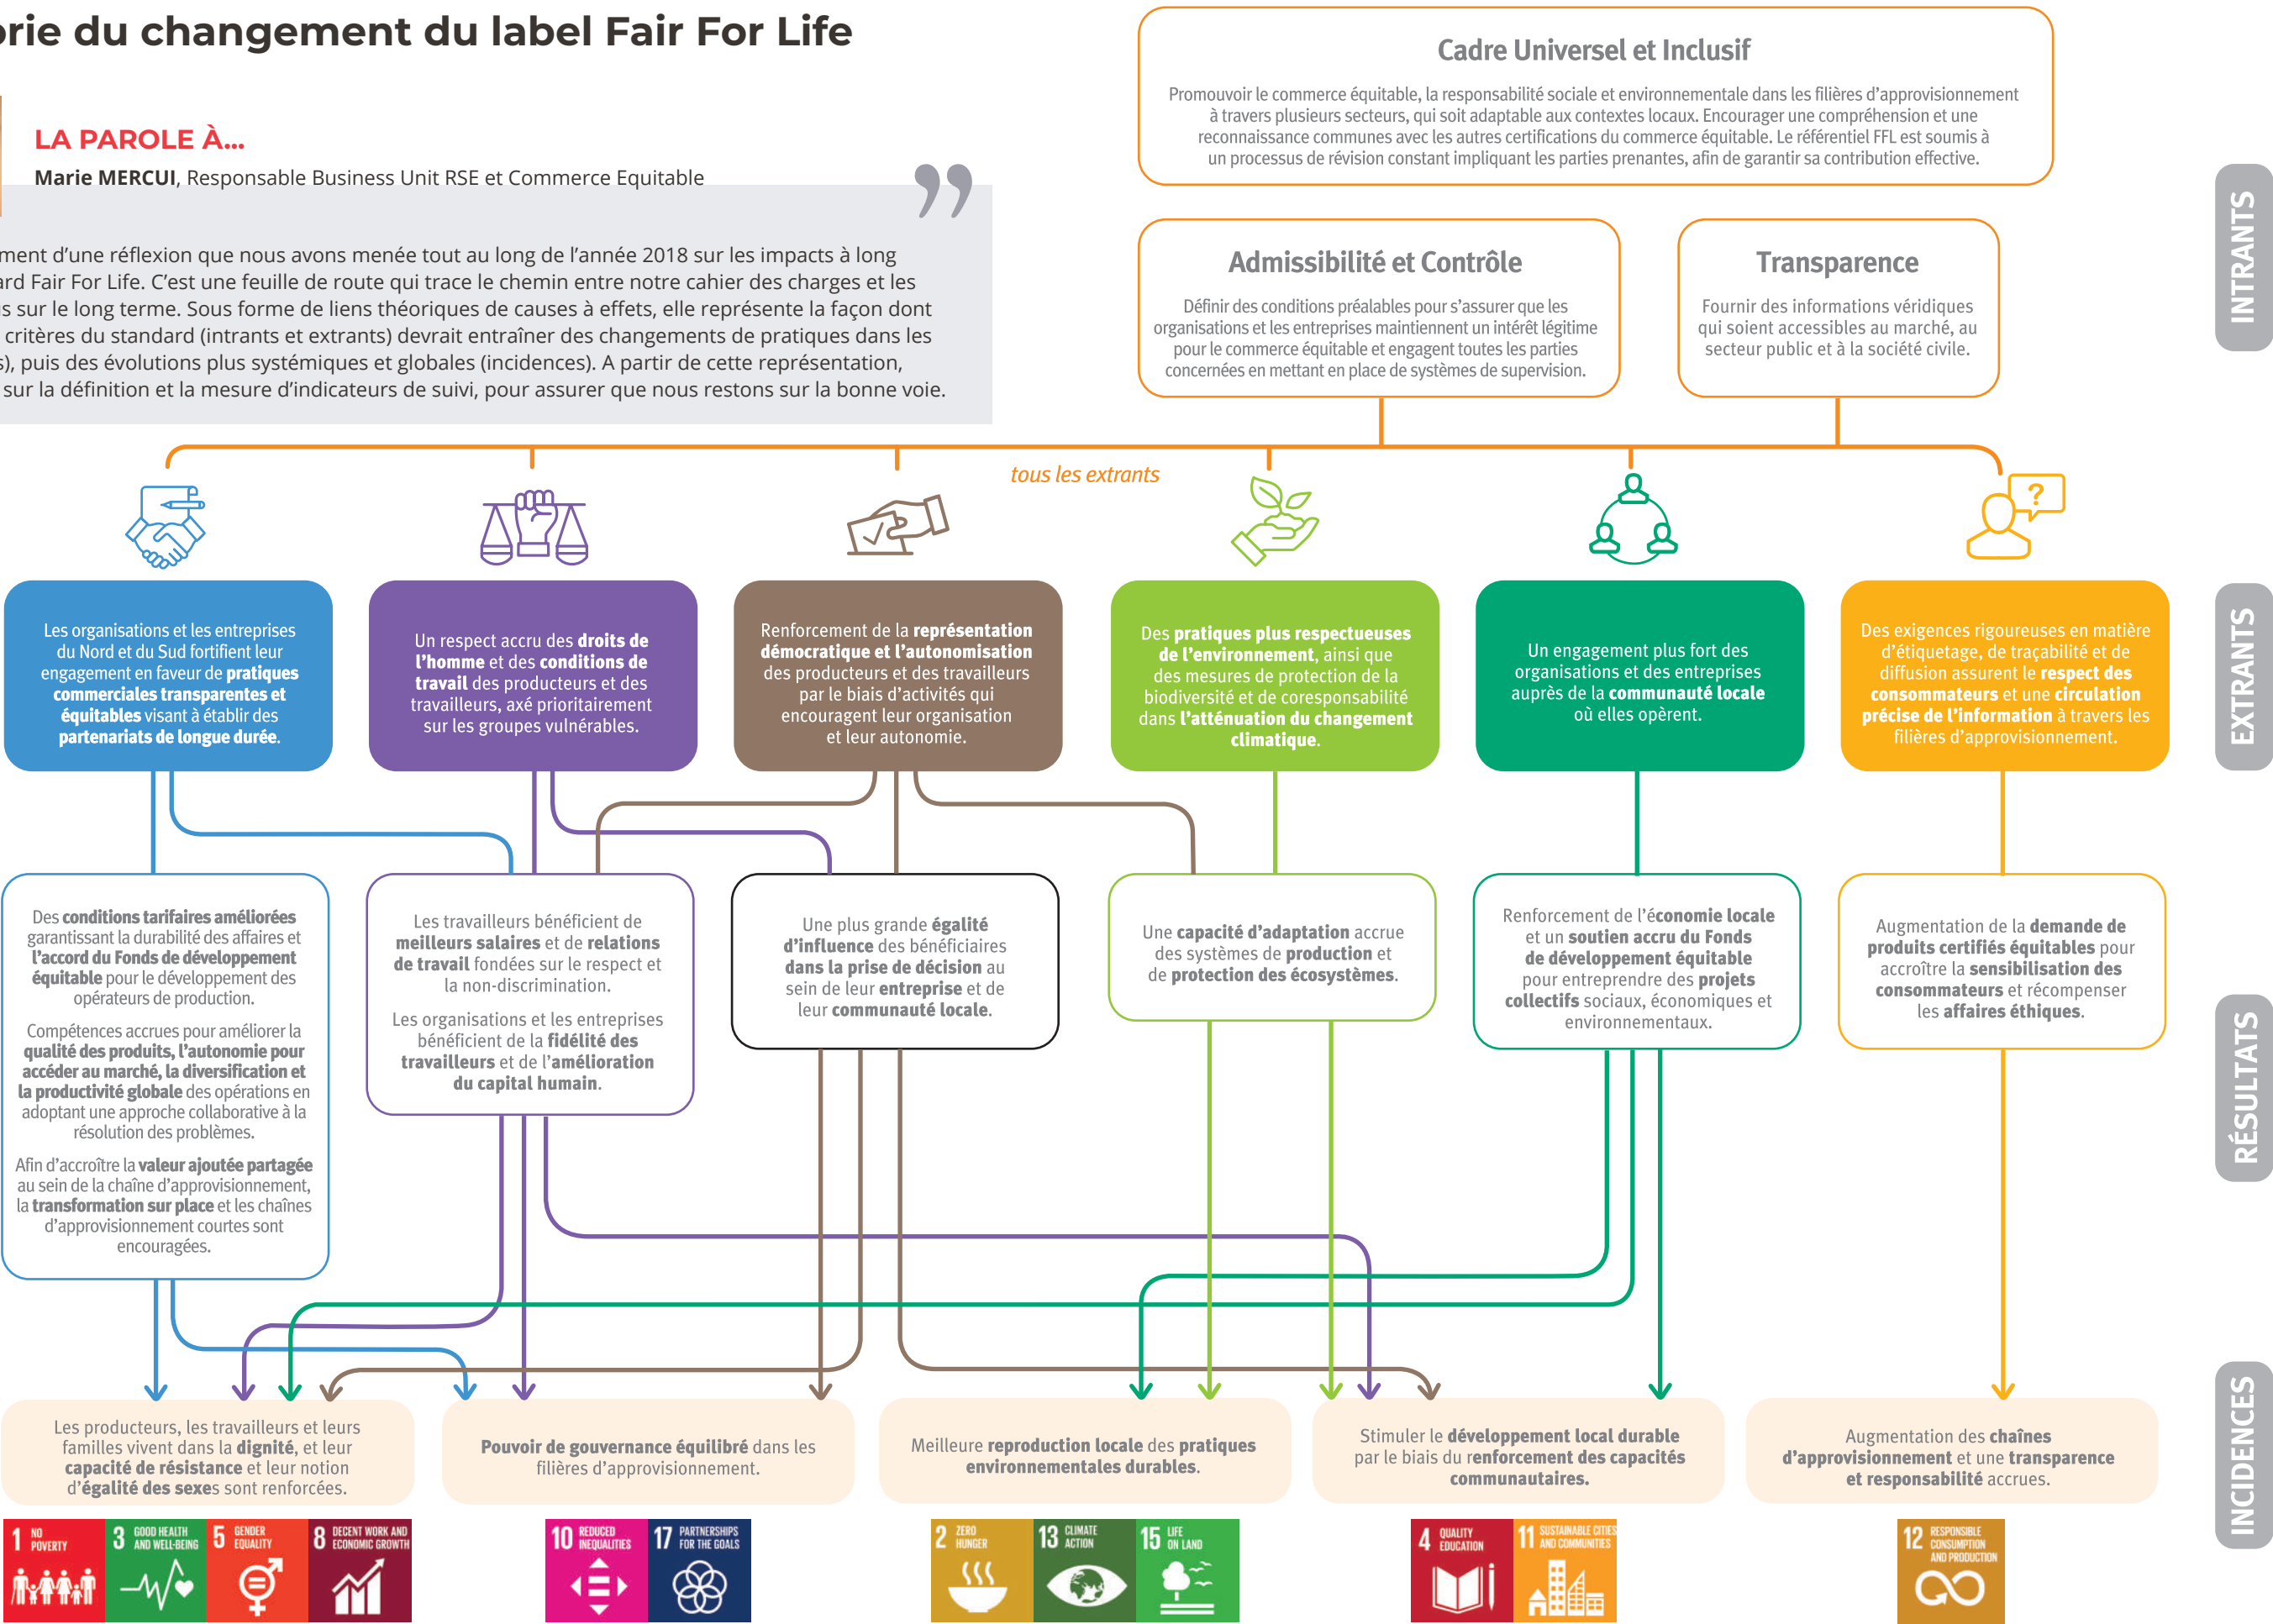 orie du changement du label Fair For Life
LA PAROLE À...
Marie MERCUI, Responsable Business Unit RSE et Commerce Equitable
”
ment d’une réflexion que nous avons menée tout au long de l’année 2018 sur les impacts à long
ard Fair For Life. C’est une feuille de route qui trace le chemin entre notre cahier des charges et les
s sur le long terme. Sous forme de liens théoriques de causes à effets, elle représente la façon dont
critères du standard (intrants et extrants) devrait entraîner des changements de pratiques dans les
s), puis des évolutions plus systémiques et globales (incidences). A partir de cette représentation,
sur la définition et la mesure d’indicateurs de suivi, pour assurer que nous restons sur la bonne voie.
Cadre Universel et Inclusif
Promouvoir le commerce équitable, la responsabilité sociale et environnementale dans les filières d’approvisionnement
à travers plusieurs secteurs, qui soit adaptable aux contextes locaux. Encourager une compréhension et une
reconnaissance communes avec les autres certifications du commerce équitable. Le référentiel FFL est soumis à
un processus de révision constant impliquant les parties prenantes, afin de garantir sa contribution effective.
Admissibilité et Contrôle
Définir des conditions préalables pour s’assurer que les
organisations et les entreprises maintiennent un intérêt légitime
pour le commerce équitable et engagent toutes les parties
concernées en mettant en place de systèmes de supervision.
Transparence
Fournir des informations véridiques
qui soient accessibles au marché, au
secteur public et à la société civile.
INTRANTS
tous les extrants
?
Les organisations et les entreprises
du Nord et du Sud fortifient leur
engagement en faveur de pratiques
commerciales transparentes et
équitables visant à établir des
partenariats de longue durée.
Un respect accru des droits de
l’homme et des conditions de
travail des producteurs et des
travailleurs, axé prioritairement
sur les groupes vulnérables.
Renforcement de la représentation
démocratique et l’autonomisation
des producteurs et des travailleurs
par le biais d’activités qui
encouragent leur organisation
et leur autonomie.
Des pratiques plus respectueuses
de l’environnement, ainsi que
des mesures de protection de la
biodiversité et de coresponsabilité
dans l’atténuation du changement
climatique.
Un engagement plus fort des
organisations et des entreprises
auprès de la communauté locale
où elles opèrent.
Des exigences rigoureuses en matière
d’étiquetage, de traçabilité et de
diffusion assurent le respect des
consommateurs et une circulation
précise de l’information à travers les
filières d’approvisionnement.
EXTRANTS
Des conditions tarifaires améliorées
garantissant la durabilité des affaires et
l’accord du Fonds de développement
équitable pour le développement des
opérateurs de production.
Compétences accrues pour améliorer la
qualité des produits, l’autonomie pour
accéder au marché, la diversification et
la productivité globale des opérations en
adoptant une approche collaborative à la
résolution des problèmes.
Afin d’accroître la valeur ajoutée partagée
au sein de la chaîne d’approvisionnement,
la transformation sur place et les chaînes
d’approvisionnement courtes sont
encouragées.
Les travailleurs bénéficient de
meilleurs salaires et de relations
de travail fondées sur le respect et
la non-discrimination.
Les organisations et les entreprises
bénéficient de la fidélité des
travailleurs et de l’amélioration
du capital humain.
Une plus grande égalité
d’influence des bénéficiaires
dans la prise de décision au
sein de leur entreprise et de
leur communauté locale.
Une capacité d’adaptation accrue
des systèmes de production et
de protection des écosystèmes.
Renforcement de l’économie locale
et un soutien accru du Fonds
de développement équitable
pour entreprendre des projets
collectifs sociaux, économiques et
environnementaux.
Augmentation de la demande de
produits certifiés équitables pour
accroître la sensibilisation des
consommateurs et récompenser
les affaires éthiques.
RÉSULTATS
Les producteurs, les travailleurs et leurs
familles vivent dans la dignité, et leur
capacité de résistance et leur notion
d’égalité des sexes sont renforcées.
Pouvoir de gouvernance équilibré dans les
filières d’approvisionnement.
Meilleure reproduction locale des pratiques
environnementales durables.
Stimuler le développement local durable
par le biais du renforcement des capacités
communautaires.
Augmentation des chaînes
d’approvisionnement et une transparence
et responsabilité accrues.
INCIDENCES
1 NO
POVERTY
3 GOOD HEALTH
AND WELL-BEING
5 GENDER
EQUALITY
8 DECENT WORK AND
ECONOMIC GROWTH
10 REDUCED
INEQUALITIES
17 PARTNERSHIPS
FOR THE GOALS
2 ZERO
HUNGER
13 CLIMATE
ACTION
15 LIFE
ON LAND
4 QUALITY
EDUCATION
11 SUSTAINABLE CITIES
AND COMMUNITIES
12 RESPONSIBLE
CONSUMPTION
AND PRODUCTION